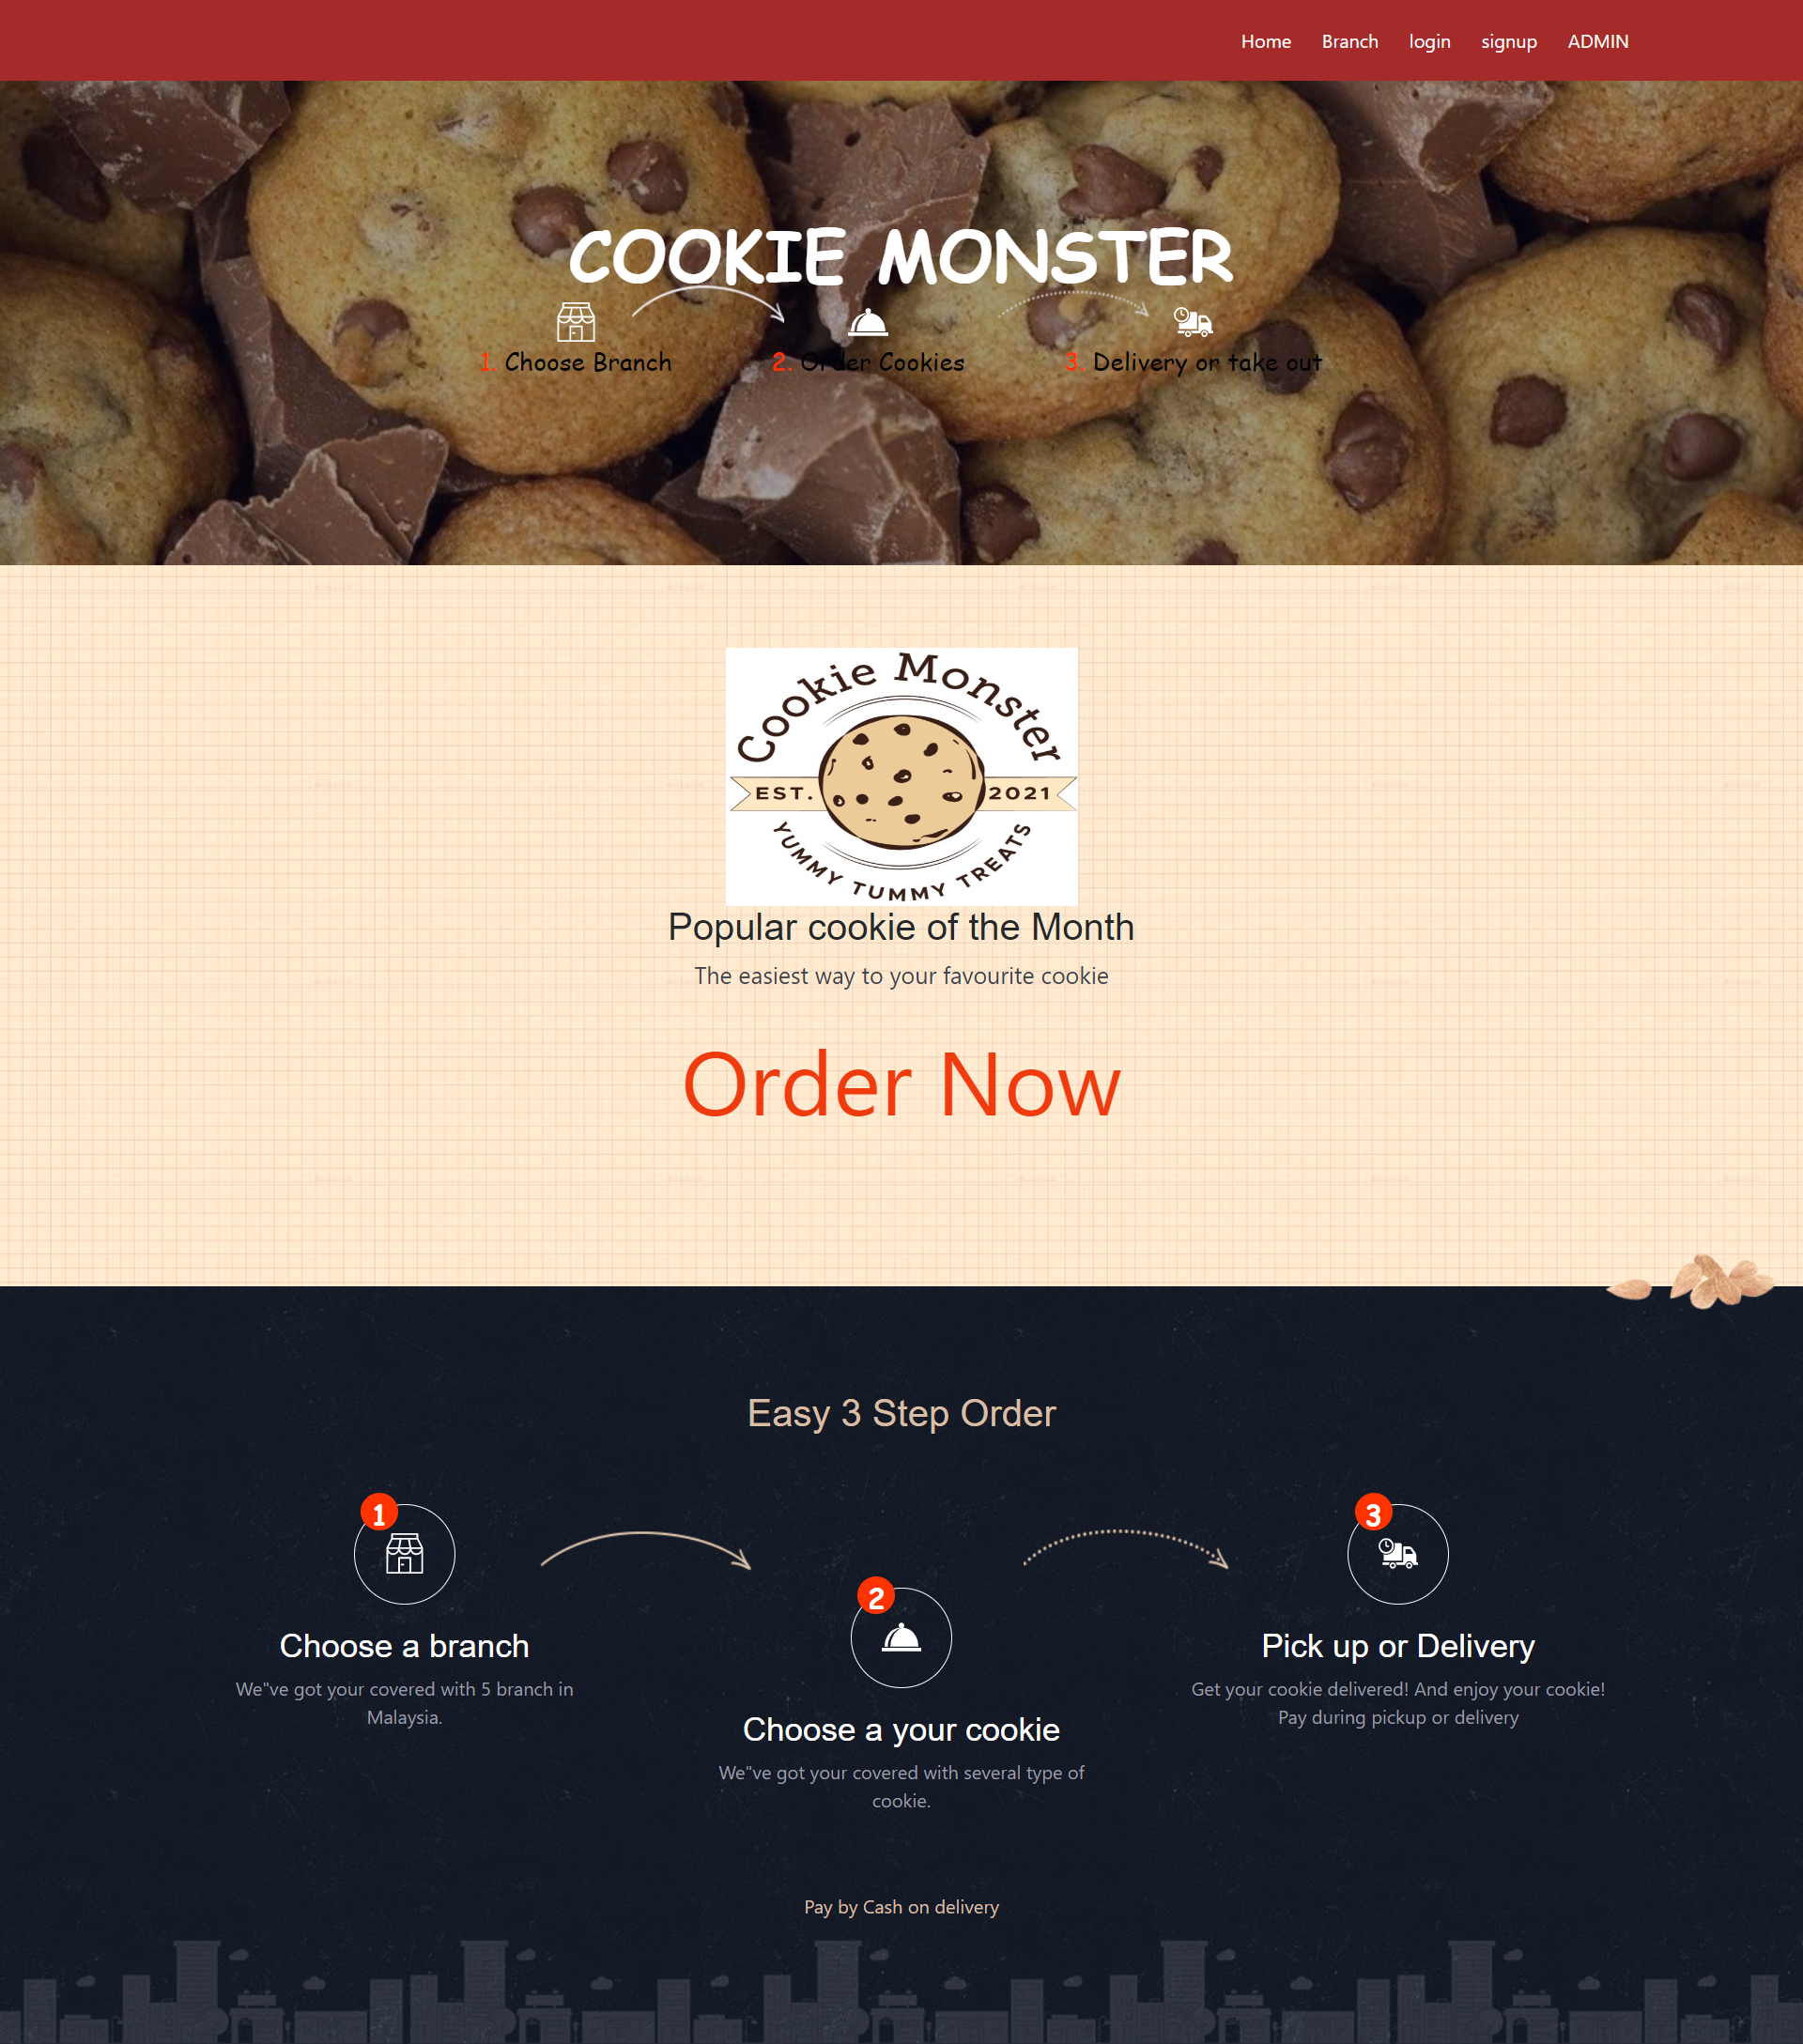 Home Branch login signup ADMIN
COOKIE MONSTER
1. Choose Branch 2. Order Cookies 3. Delivery or take out
Cookie Monster
EST. 2021
YUMMY TUMMY TREATS
Popular cookie of the Month
The easiest way to your favourite cookie
Order Now
Easy 3 Step Order
1
Choose a branch
We"ve got your covered with 5 branch in
Malaysia.
2
Choose a your cookie
We"ve got your covered with several type of
cookie.
3
Pick up or Delivery
Get your cookie delivered! And enjoy your cookie!
Pay during pickup or delivery
Pay by Cash on delivery